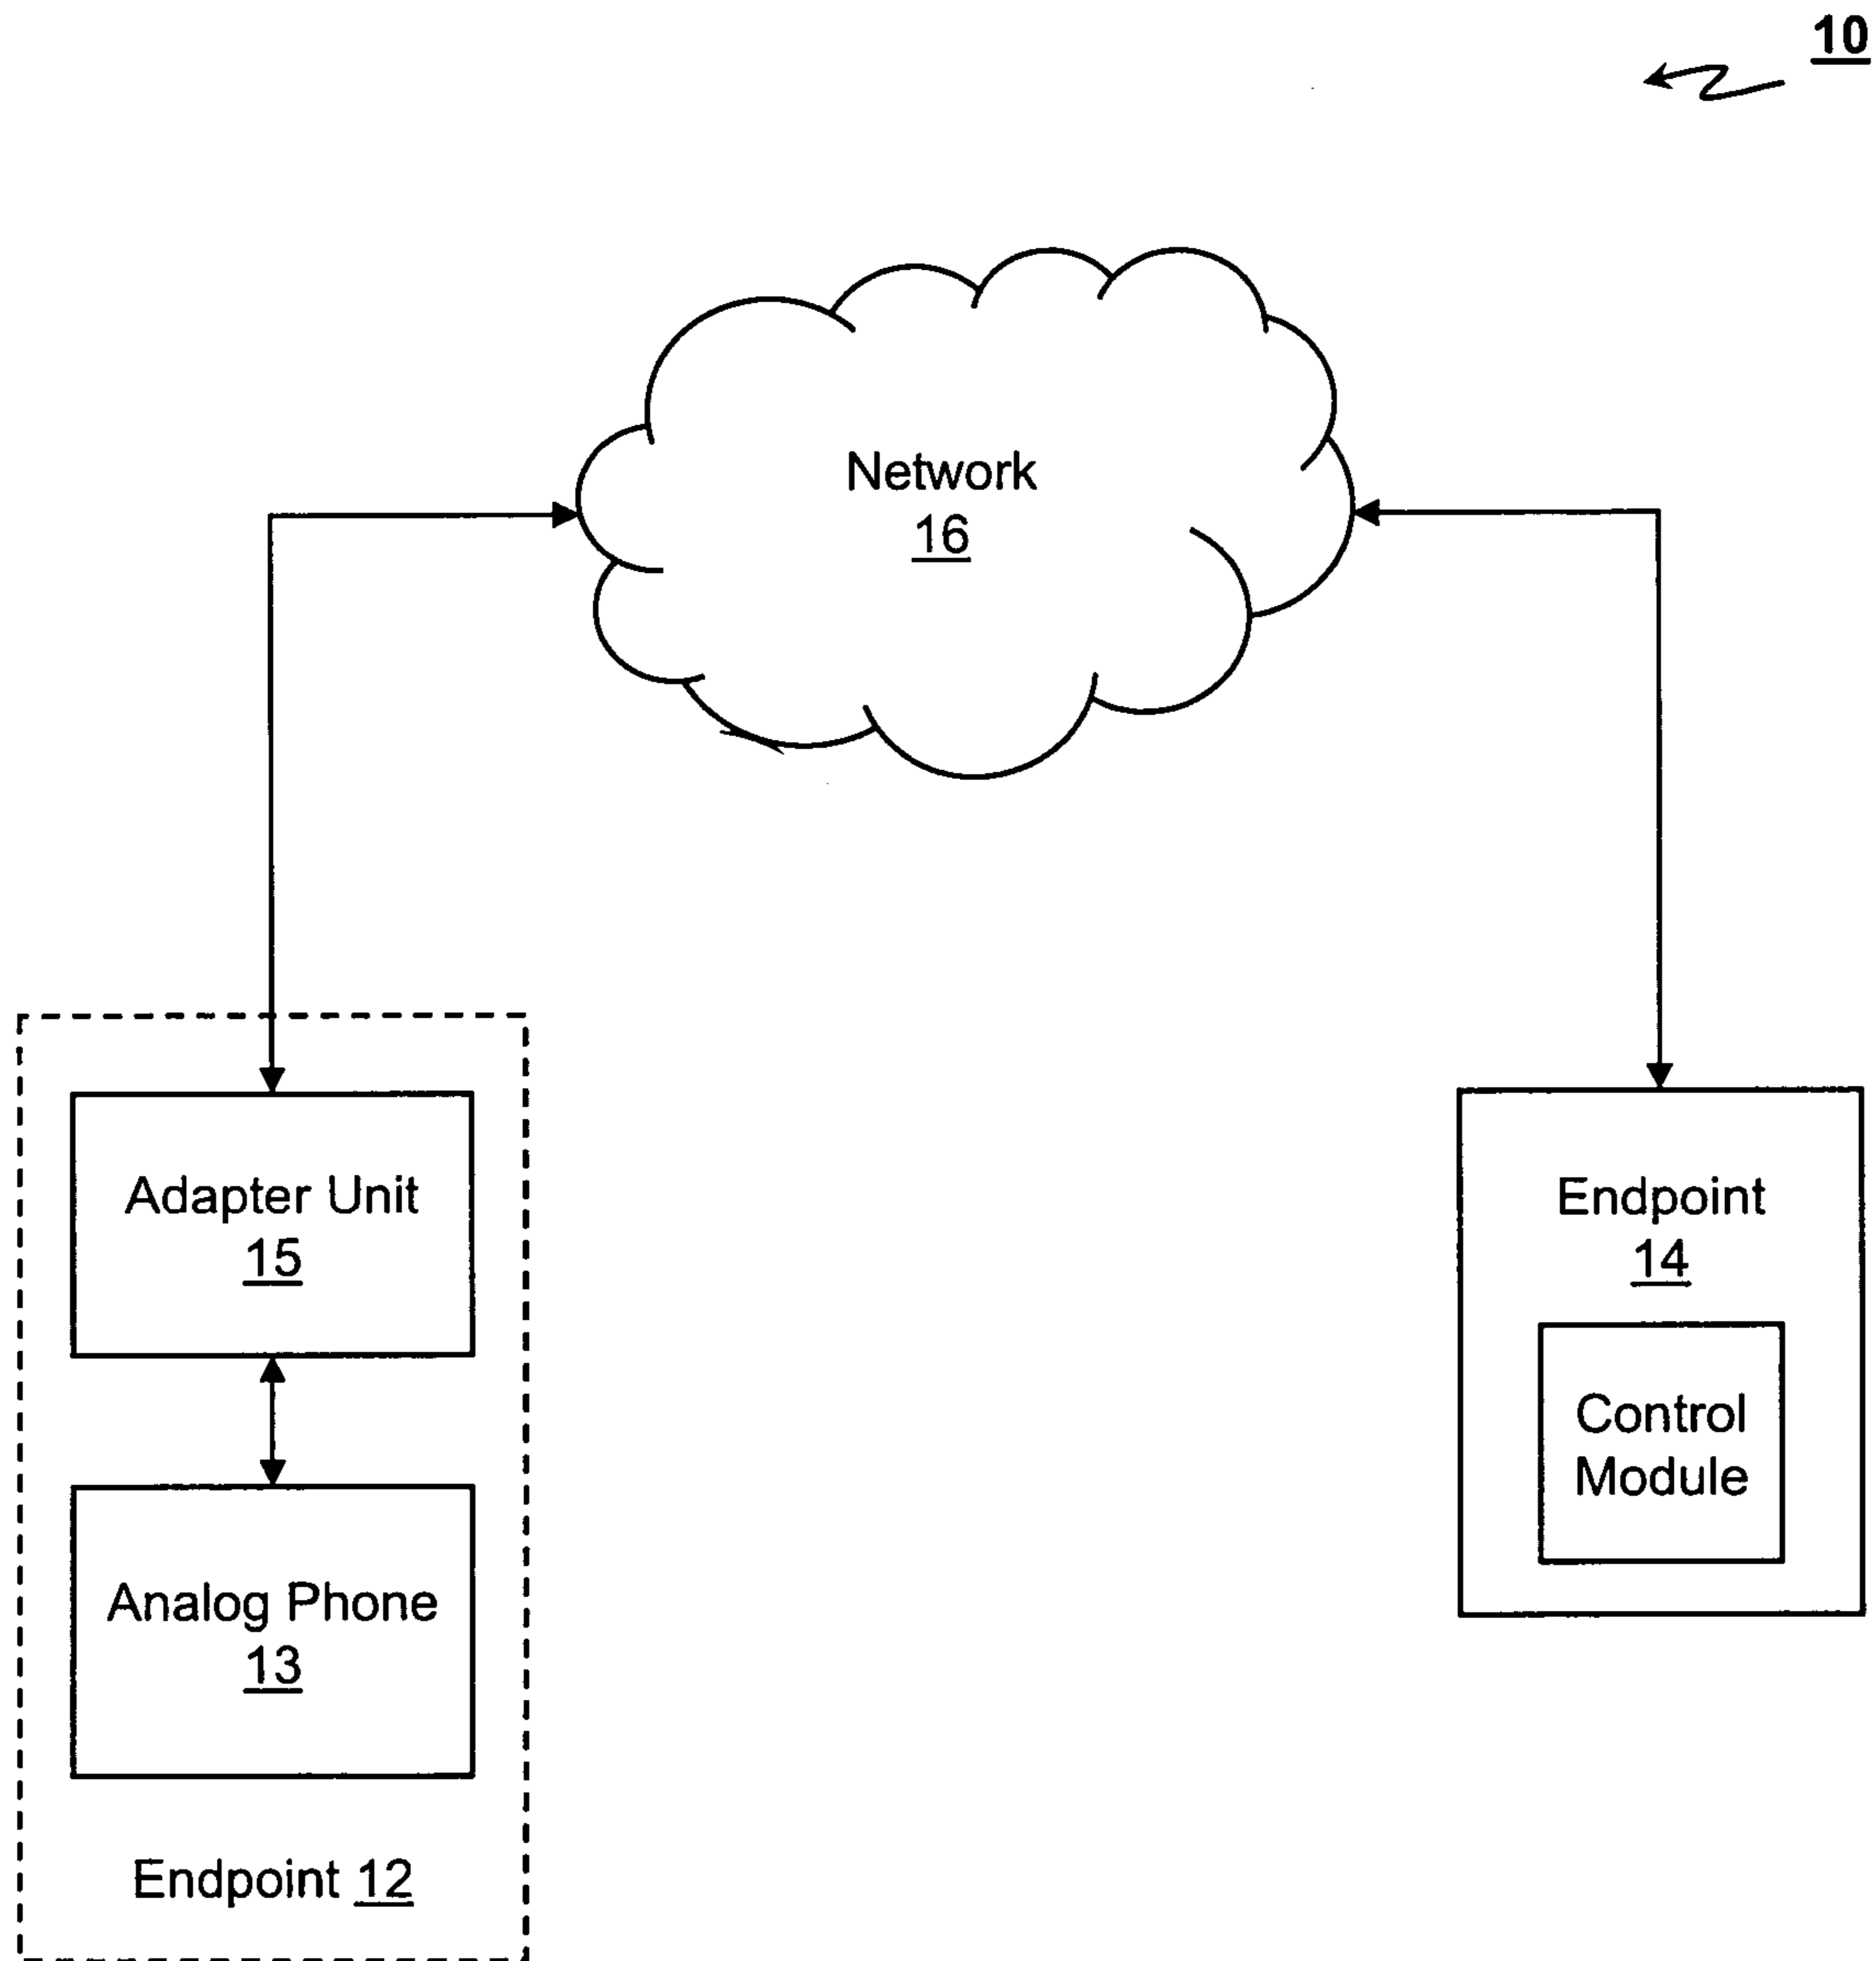 10
Network
16
Adapter Unit
15
Analog Phone
13
Endpoint 12
Endpoint
14
Control
Module